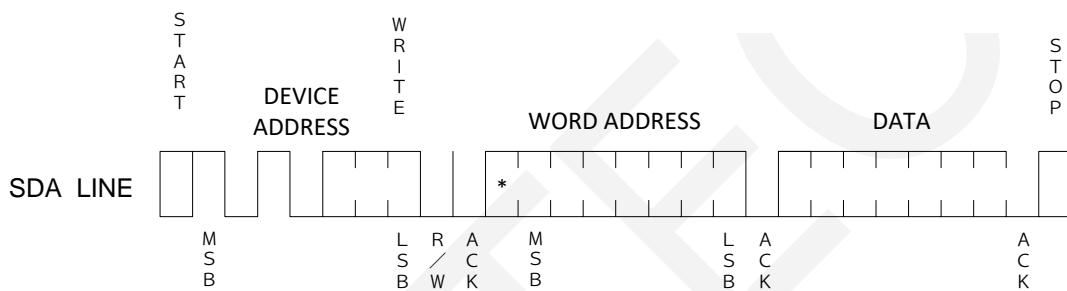 START
WRITE
STOP
DEVICE
ADDRESS
WORD ADDRESS
DATA
SDA LINE
*
MSB
LSB
R/W
ACK
MSB
LSB
ACK
ACK